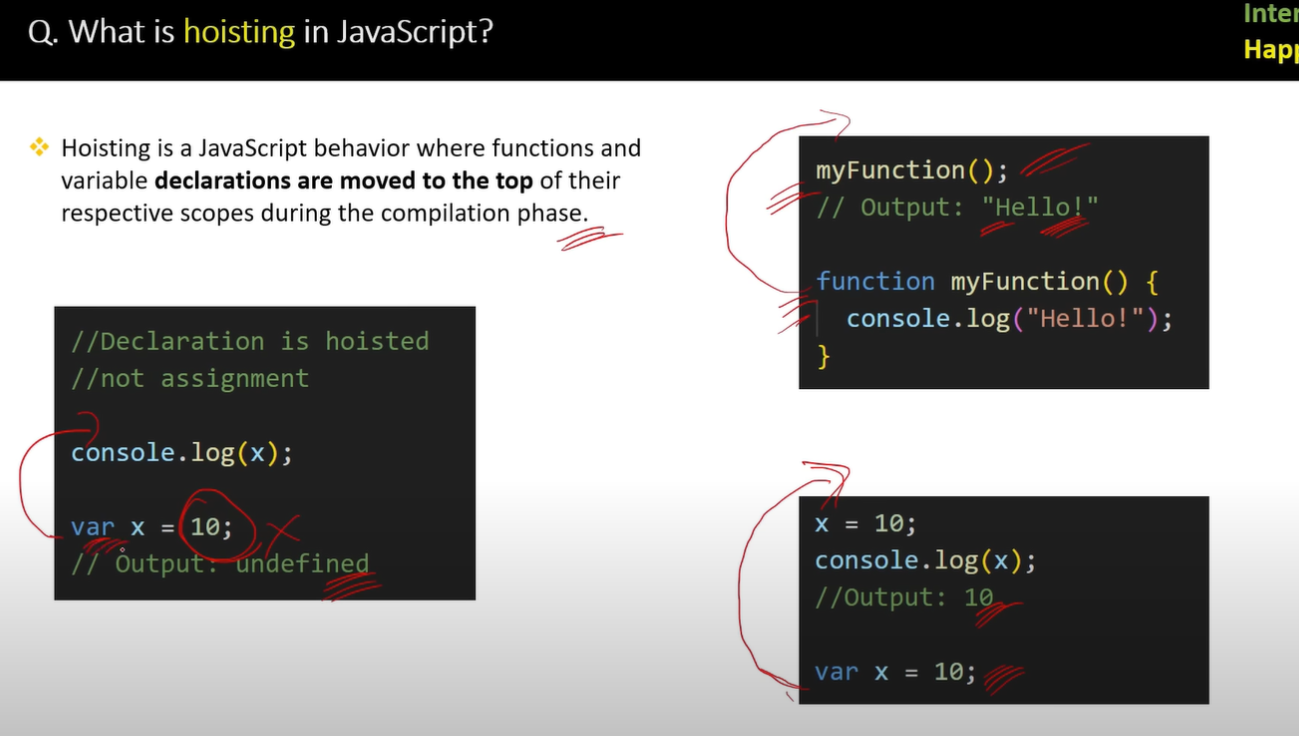 Q. What is hoisting in JavaScript?
Hoisting is a JavaScript behavior where functions and
variable declarations are moved to the top of their
respective scopes during the compilation phase.
//Declaration is hoisted
//not assignment
console.log(x);
var x = 10;
// Output: undefined
myFunction();
// Output: "Hello!"
function myFunction() {
console.log("Hello!");
}
x = 10;
console.log(x);
//Output: 10
var x = 10;